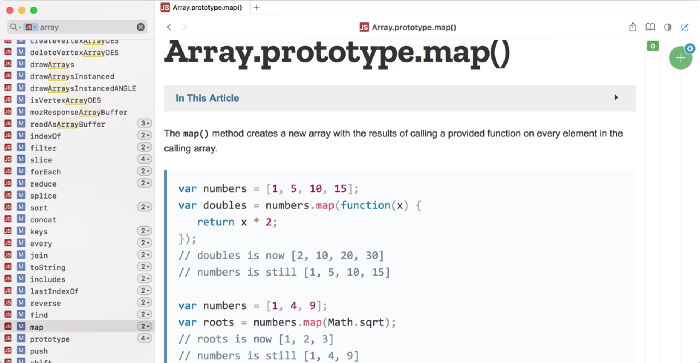 Array.prototype.map()
JS array
Array.prototype.map()
createVertexArrayOES
deleteVertexArrayOES
drawArrays
drawArraysInstanced
drawArraysInstancedANGLE
isVertexArrayOES
mozResponseArrayBuffer
readAsArrayBuffer 3
indexOf 2
filter 2
slice 4
forEach 2
reduce 2
splice
sort 2
concat
keys 2
every 2
join 2
toString 2
includes 2
lastIndexOf 2
reverse 2
find 2
map 2
prototype 4
push
shift
Array.prototype.map()
In This Article
The map() method creates a new array with the results of calling a provided function on every element in the
calling array.
var numbers = [1, 5, 10, 15];
var doubles = numbers.map(function(x) {
return x * 2;
});
// doubles is now [2, 10, 20, 30]
// numbers is still [1, 5, 10, 15]
var numbers = [1, 4, 9];
var roots = numbers.map(Math.sqrt);
// roots is now [1, 2, 3]
// numbers is still [1, 4, 9]
0